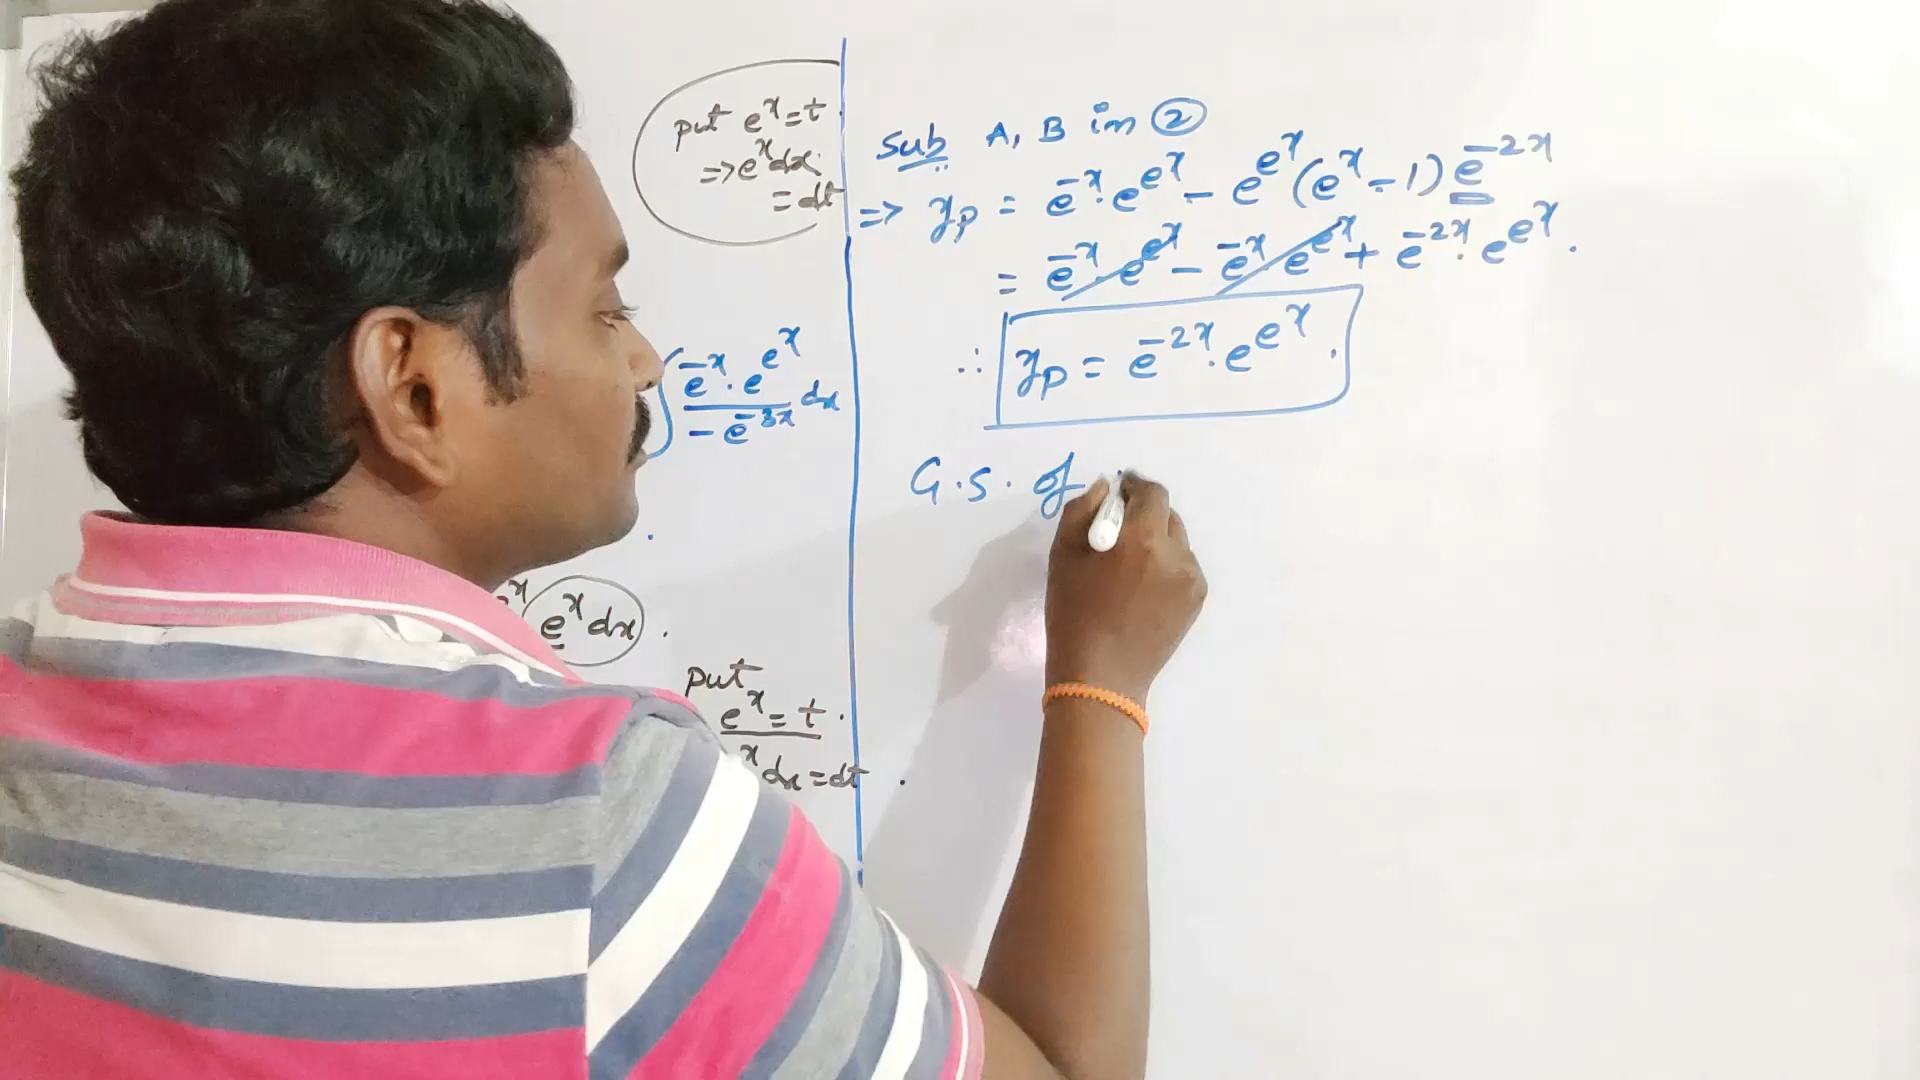 put e^x = t.
=> e^x dx
= dt
e^-x . e^e^x / - e^-3x dx
e^x dx .
put
e^x = t .
x dx = dt .
Sub A, B in ②
=> y_p = e^-x . e^e^x - e^e^x (e^x - 1) e^-2x
= e^-x . e^e^x - e^-x e^e^x + e^-2x . e^e^x .
∴ y_p = e^-2x . e^e^x .
G.S. of